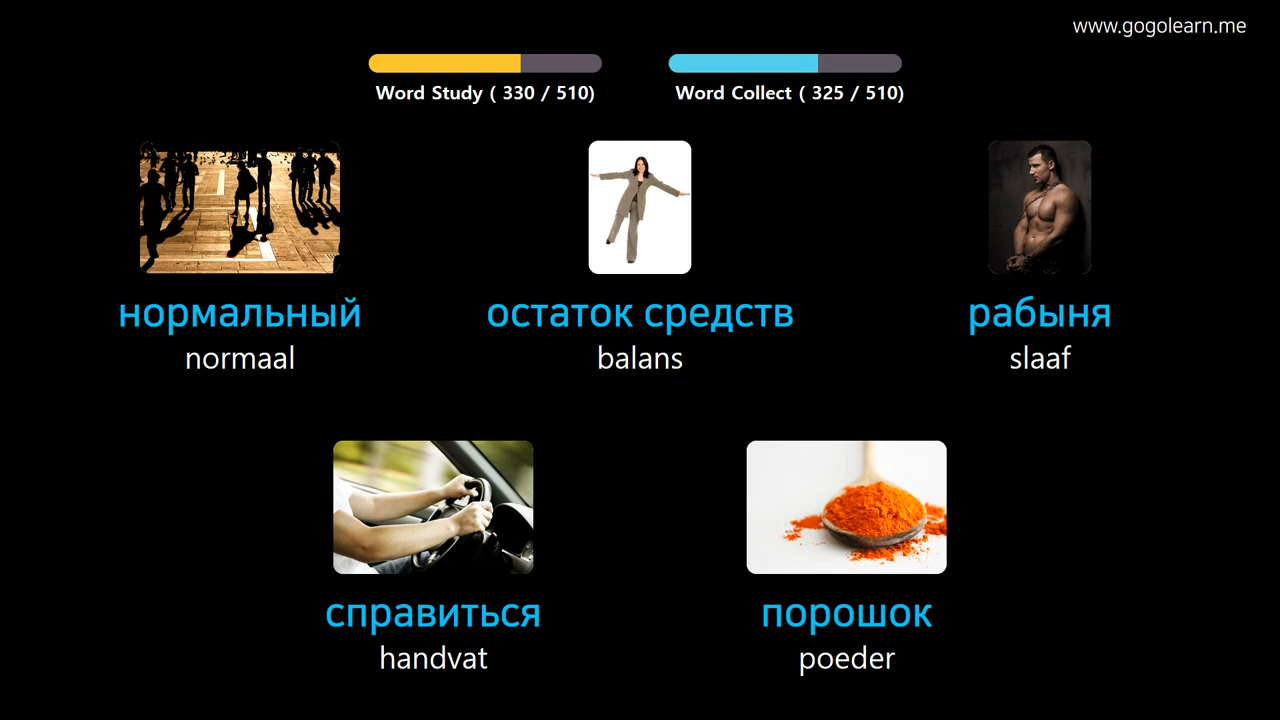 www.gogolearn.me
Word Study ( 330 / 510)
Word Collect ( 325 / 510)
нормальный
normaal
остаток средств
balans
рабыня
slaaf
справиться
handvat
порошок
poeder